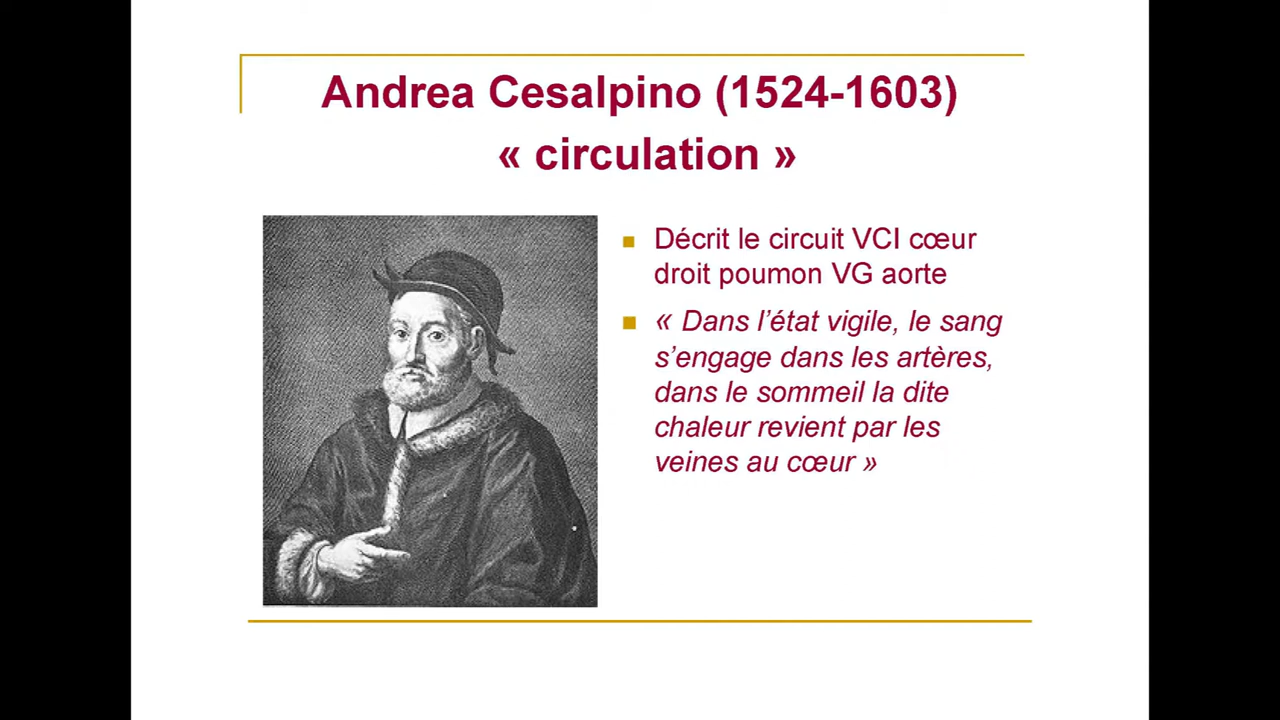 Andrea Cesalpino (1524-1603)
« circulation »
Décrit le circuit VCI cœur
droit poumon VG aorte
« Dans l’état vigile, le sang
s’engage dans les artères,
dans le sommeil la dite
chaleur revient par les
veines au cœur »